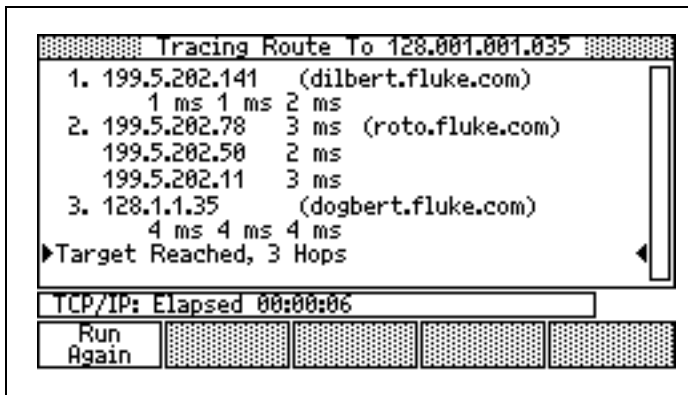 Tracing Route To 128.001.001.035
1. 199.5.202.141 (dilbert.fluke.com)
1 ms 1 ms 2 ms
2. 199.5.202.78 3 ms (roto.fluke.com)
199.5.202.50 2 ms
199.5.202.11 3 ms
3. 128.1.1.35 (dogbert.fluke.com)
4 ms 4 ms 4 ms
Target Reached, 3 Hops
TCP/IP: Elapsed 00:00:06
Run
Again